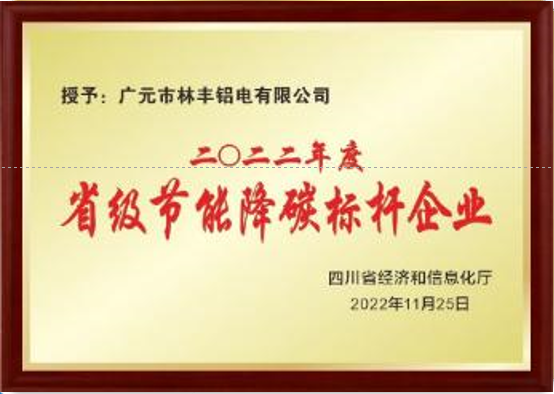 授予：广元市林丰铝电有限公司
二〇二二年度
省级节能降碳标杆企业
四川省经济和信息化厅
2022年11月25日